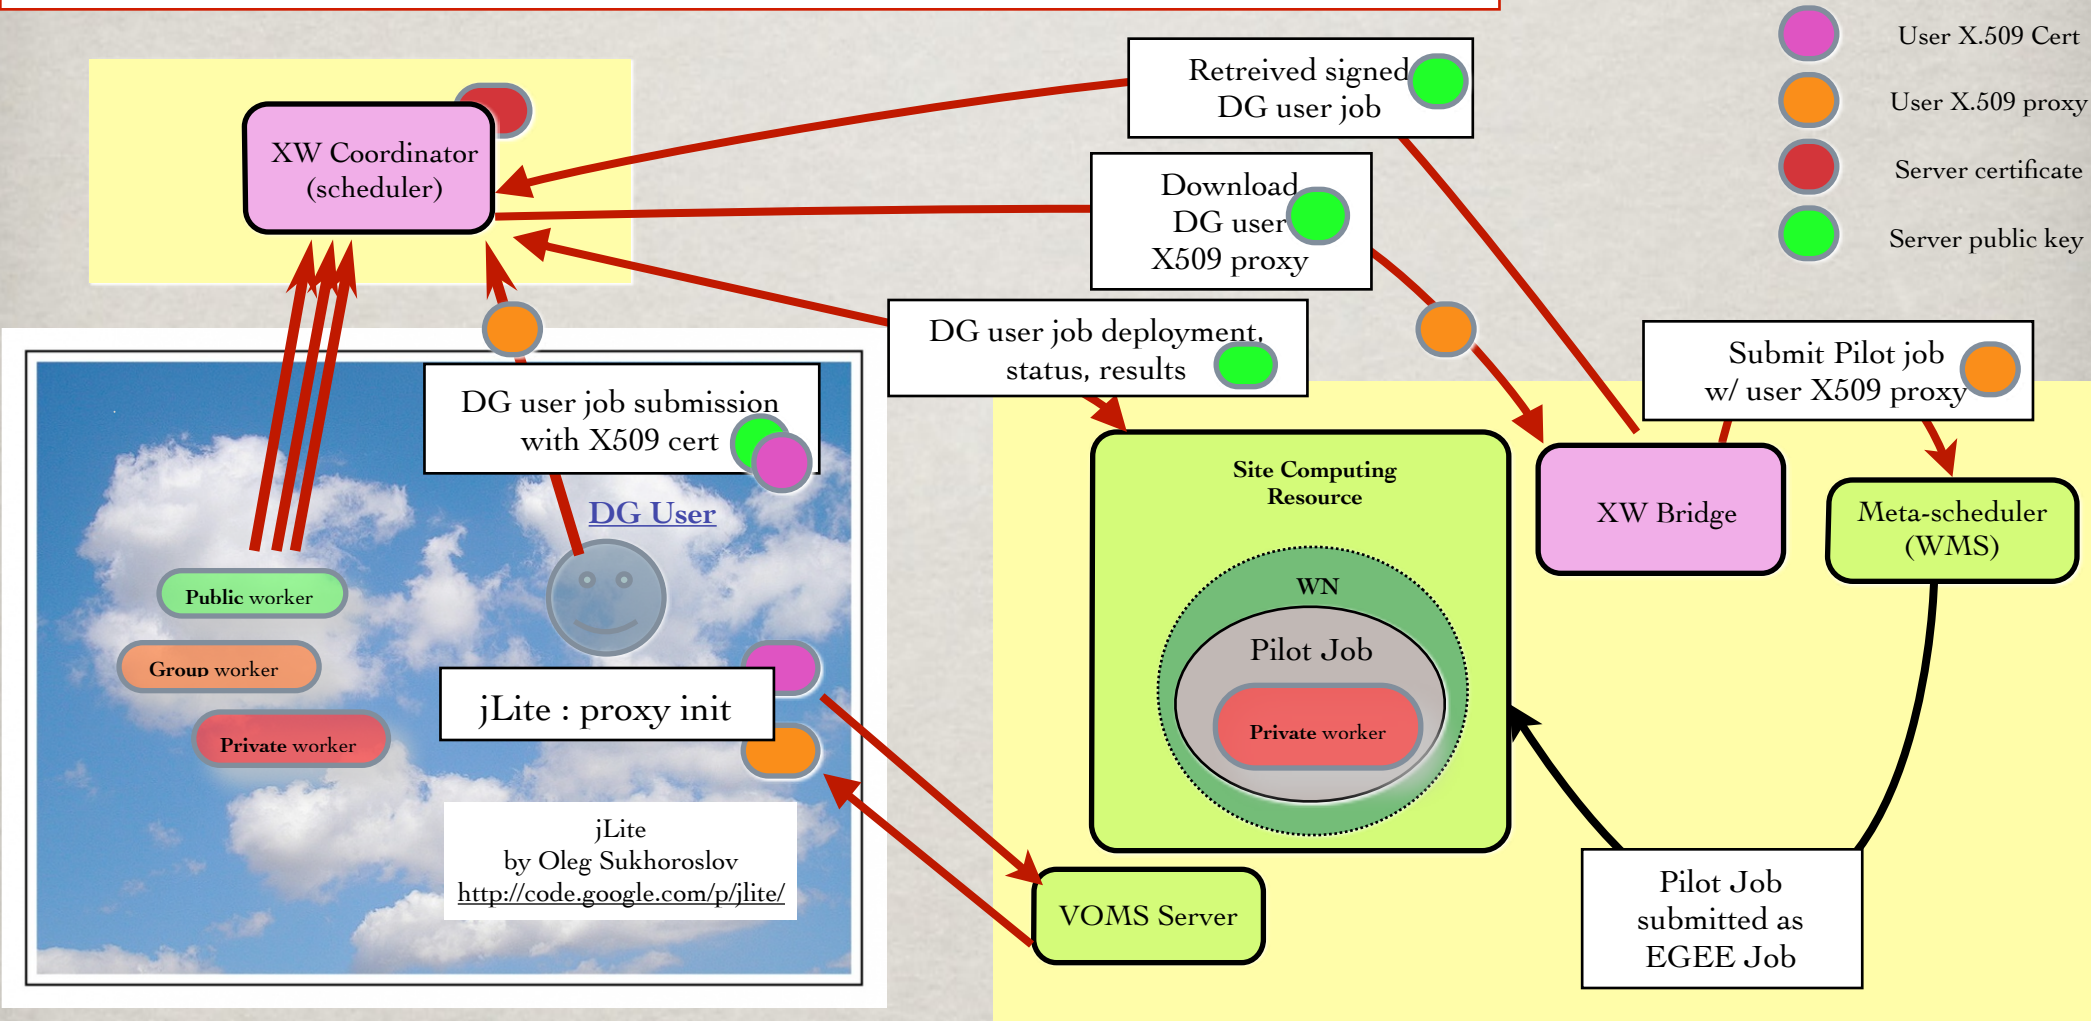 User X.509 Cert
User X.509 proxy
Server certificate
Server public key
Retreived signed
DG user job
XW Coordinator
(scheduler)
Download
DG user
X509 proxy
DG user job deployment,
status, results
Submit Pilot job
w/ user X509 proxy
DG user job submission
with X509 cert
DG User
Site Computing
Resource
XW Bridge
Meta-scheduler
(WMS)
WN
Pilot Job
Private worker
Public worker
Group worker
Private worker
jLite : proxy init
jLite
by Oleg Sukhoroslov
http://code.google.com/p/jlite/
VOMS Server
Pilot Job
submitted as
EGEE Job